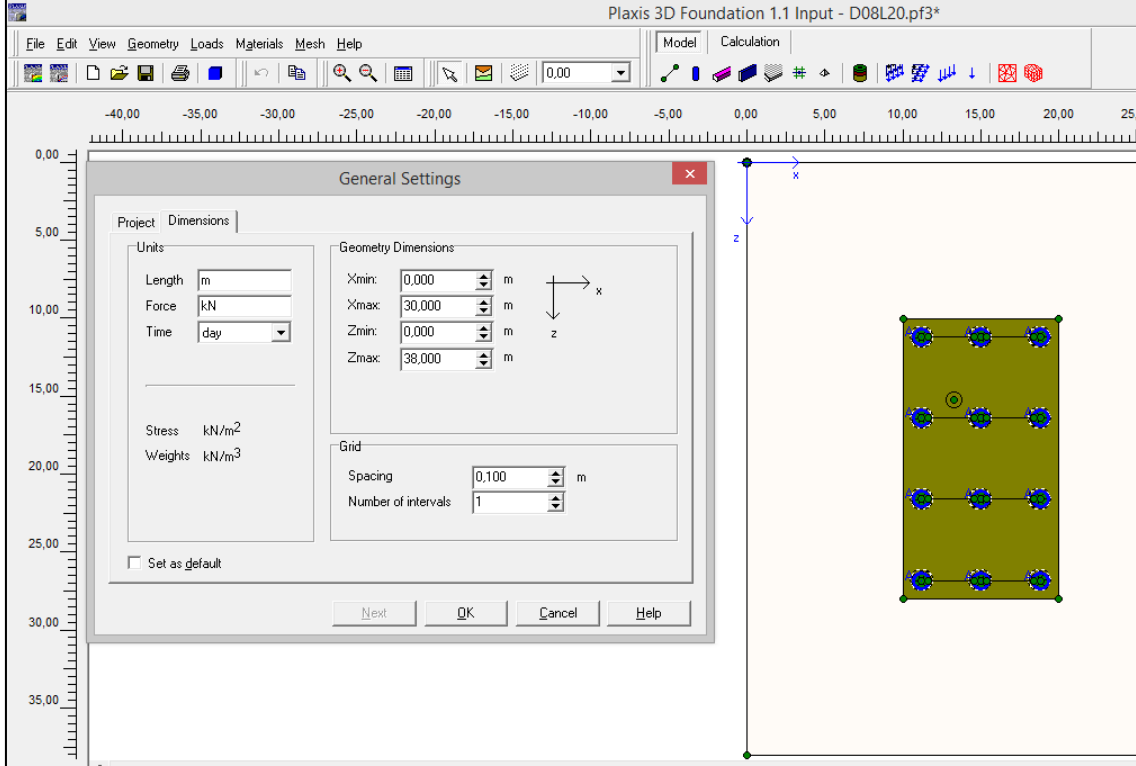 Plaxis 3D Foundation 1.1 Input - D08L20.pf3*
File Edit View Geometry Loads Materials Mesh Help
Model Calculation
0,00
-40,00 -35,00 -30,00 -25,00 -20,00 -15,00 -10,00 -5,00 0,00 5,00 10,00 15,00 20,00 25,
0,00
5,00
10,00
15,00
20,00
25,00
30,00
35,00
General Settings
Project Dimensions
Units
Length m
Force kN
Time day
Stress kN/m2
Weights kN/m3
Set as default
Geometry Dimensions
Xmin: 0,000 m
Xmax: 30,000 m
Zmin: 0,000 m
Zmax: 38,000 m
x
z
Grid
Spacing 0,100 m
Number of intervals 1
Next OK Cancel Help
x
z
A A A
A A A
A A A
A A A